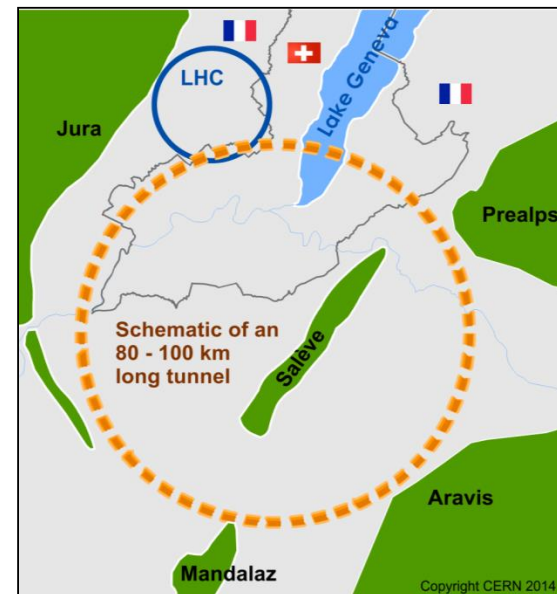 LHC
Lake Geneva
Jura
Prealps
Schematic of an
80 - 100 km
long tunnel
Salève
Aravis
Mandalaz
Copyright CERN 2014